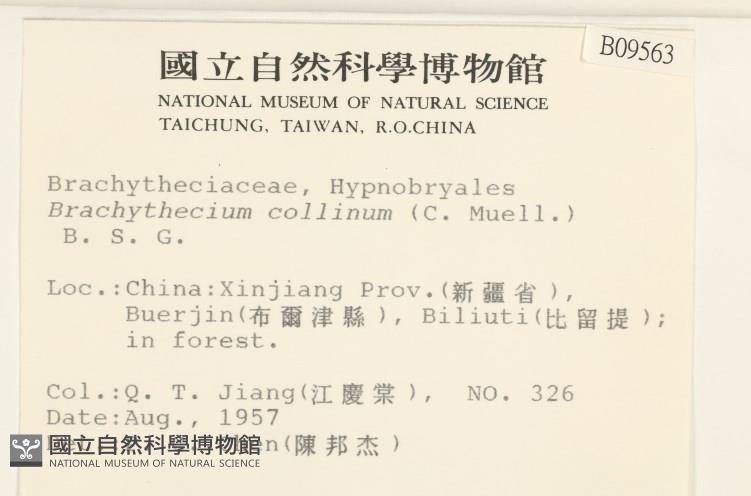 B09563
國立自然科學博物館
NATIONAL MUSEUM OF NATURAL SCIENCE
TAICHUNG, TAIWAN, R.O.CHINA
Brachytheciaceae, Hypnobryales
Brachythecium collinum (C. Muell.)
B. S. G.
Loc.:China:Xinjiang Prov.(新疆省),
Buerjin(布爾津縣), Biliuti(比留提);
in forest.
Col.:Q. T. Jiang(江慶棠), NO. 326
Date:Aug., 1957
(陳邦杰)
國立自然科學博物館
NATIONAL MUSEUM OF NATURAL SCIENCE